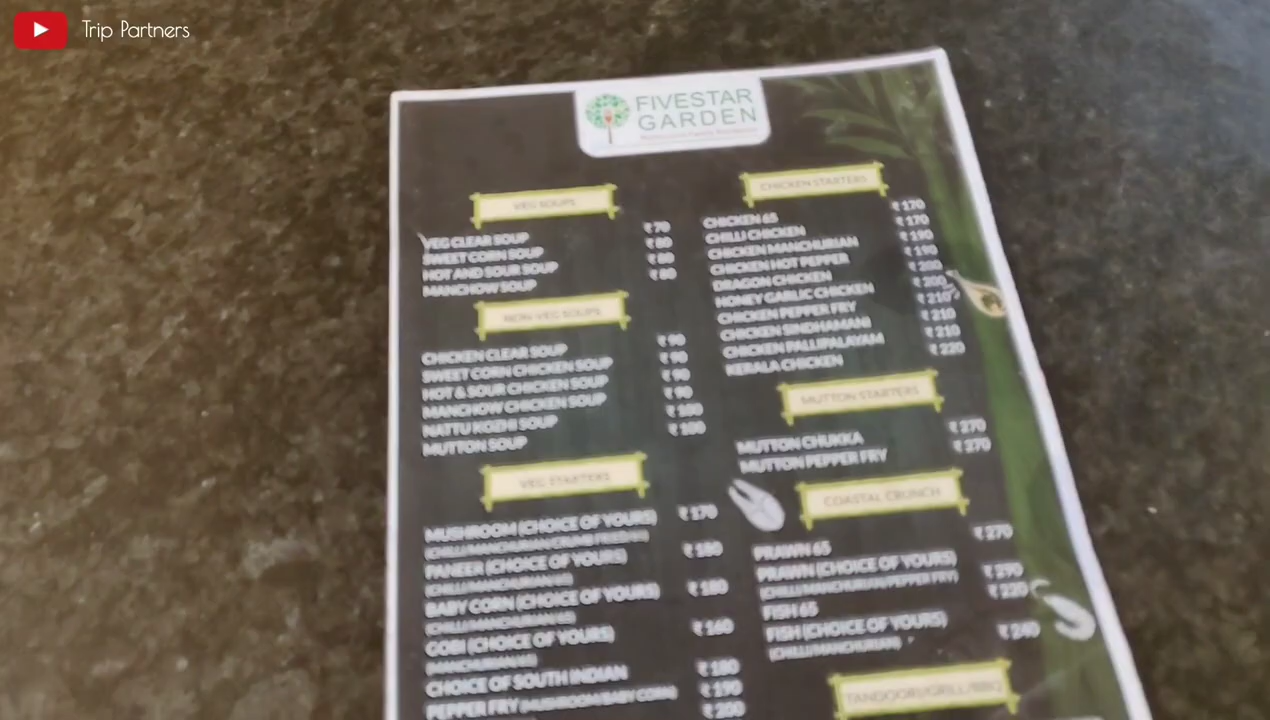 Trip Partners
FIVESTAR
GARDEN
VEG SOUPS
VEG CLEAR SOUP ₹ 70
SWEET CORN SOUP ₹ 80
HOT AND SOUR SOUP ₹ 80
MANCHOW SOUP ₹ 80
NON VEG SOUPS
CHICKEN CLEAR SOUP ₹ 90
SWEET CORN CHICKEN SOUP ₹ 90
HOT & SOUR CHICKEN SOUP ₹ 90
MANCHOW CHICKEN SOUP ₹ 90
NATTU KOZHI SOUP ₹ 100
MUTTON SOUP ₹ 100
VEG STARTERS
MUSHROOM (CHOICE OF YOURS) ₹ 170
PANEER (CHOICE OF YOURS) ₹ 180
(CHILLI/MANCHURIAN/65)
BABY CORN (CHOICE OF YOURS) ₹ 180
(CHILLI/MANCHURIAN/65)
GOBI (CHOICE OF YOURS) ₹ 160
(MANCHURIAN/65)
CHOICE OF SOUTH INDIAN ₹ 180
PEPPER FRY (MUSHROOM/BABY CORN) ₹ 190
₹ 200
CHICKEN STARTERS
CHICKEN 65 ₹ 170
CHILLI CHICKEN ₹ 170
CHICKEN MANCHURIAN ₹ 190
CHICKEN HOT PEPPER ₹ 190
DRAGON CHICKEN ₹ 200
HONEY GARLIC CHICKEN ₹ 200
CHICKEN PEPPER FRY ₹ 210
CHICKEN SINDHAMANI ₹ 210
CHICKEN PALLIPALAYAM ₹ 210
KERALA CHICKEN ₹ 220
MUTTON STARTERS
MUTTON CHUKKA ₹ 270
MUTTON PEPPER FRY ₹ 270
COASTAL CRUNCH
PRAWN 65 ₹ 270
PRAWN (CHOICE OF YOURS) ₹ 290
(CHILLI/MANCHURIAN/PEPPER FRY)
FISH 65 ₹ 220
FISH (CHOICE OF YOURS) ₹ 240
(CHILLI/MANCHURIAN)
TANDOORI/GRILL/BBQ